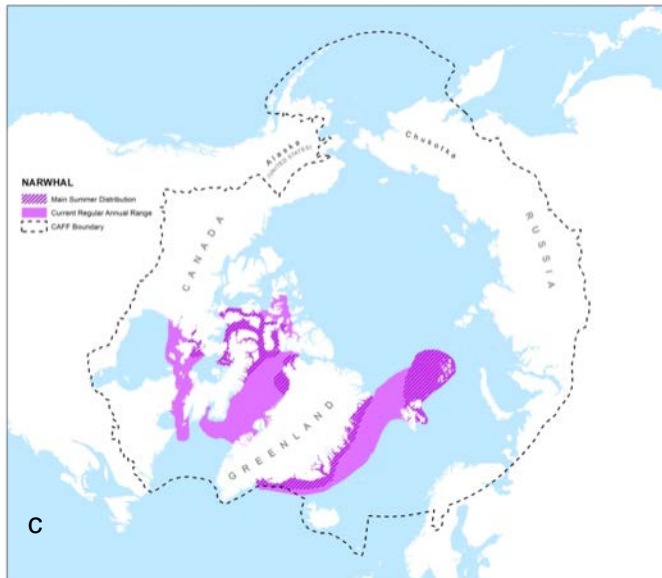 Alaska
(UNITED STATES)
Chukotka
NARWHAL
Main Summer Distribution
Current Regular Annual Range
CAFF Boundary
CANADA
RUSSIA
GREENLAND
C